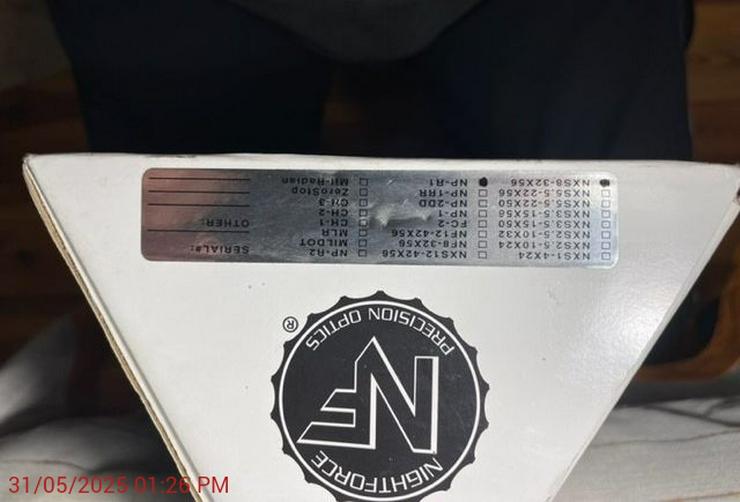 NIGHTFORCE
NF
PRECISION OPTICS ®
NXS1-4X24
NXS2.5-10X24
NXS2.5-10X32
NXS3.5-15X50
NXS3.5-15X56
NXS5.5-22X50
NXS5.5-22X56
NXS8-32X56
NXS12-42X56
NF8-32X56
NF12-42X56
FC-2
NP-1
NP-2DD
NP-1RR
NP-R1
NP-R2
MILDOT
MLR
CH-1
CH-2
CH-3
ZeroStop
Mil-Radian
SERIAL#:
OTHER:
31/05/2025 01:26 PM